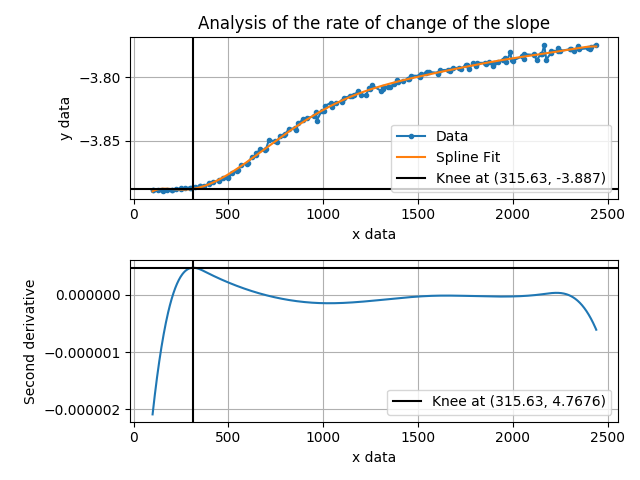 Analysis of the rate of change of the slope
y data
−3.80
−3.85
Data
Spline Fit
Knee at (315.63, -3.887)
0 500 1000 1500 2000 2500
x data
Second derivative
0.000000
−0.000001
−0.000002
Knee at (315.63, 4.7676)
0 500 1000 1500 2000 2500
x data